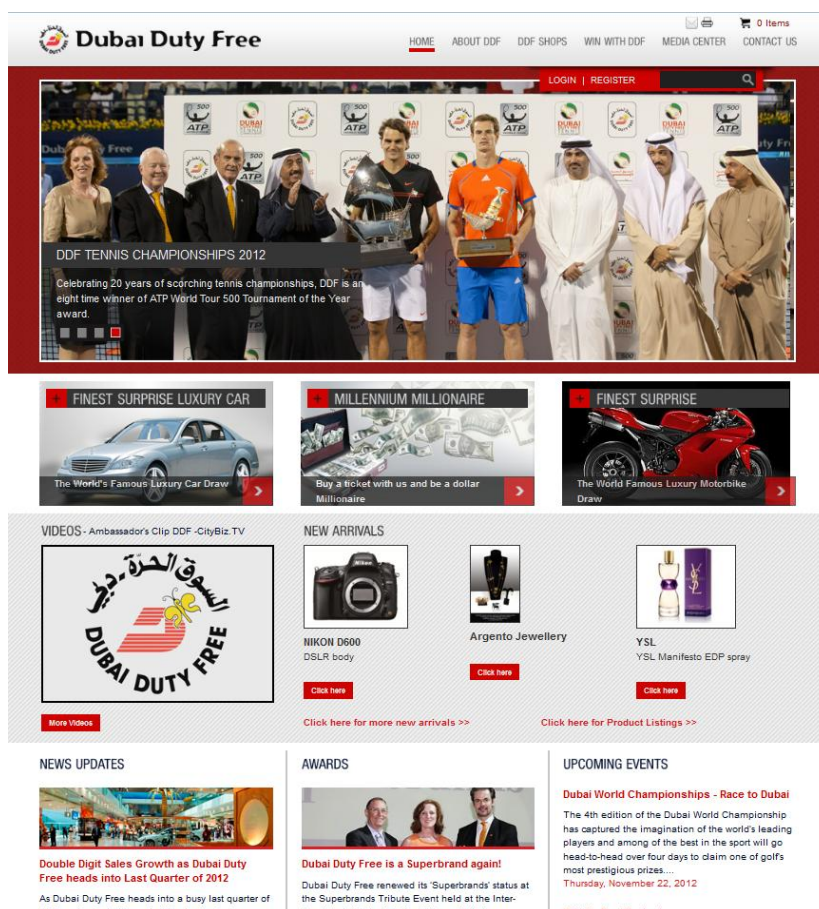 Dubai Duty Free
0 Items
HOME ABOUT DDF DDF SHOPS WIN WITH DDF MEDIA CENTER CONTACT US
LOGIN | REGISTER
500
ATP
DDF TENNIS CHAMPIONSHIPS 2012
Celebrating 20 years of scorching tennis championships, DDF is an
eight time winner of ATP World Tour 500 Tournament of the Year
award.
+ FINEST SURPRISE LUXURY CAR
The World's Famous Luxury Car Draw
+ MILLENNIUM MILLIONAIRE
Buy a ticket with us and be a dollar
Millionaire
+ FINEST SURPRISE
The World Famous Luxury Motorbike
Draw
VIDEOS - Ambassador's Clip DDF -CityBiz.TV
السوق الحرة دبي
DUBAI DUTY FREE
More Videos
NEW ARRIVALS
Nikon
NIKON D600
DSLR body
Click here
Argento Jewellery
Click here
YSL
YSL Manifesto EDP spray
Click here
Click here for more new arrivals >>
Click here for Product Listings >>
NEWS UPDATES
Double Digit Sales Growth as Dubai Duty
Free heads into Last Quarter of 2012
As Dubai Duty Free heads into a busy last quarter of
AWARDS
Dubai Duty Free is a Superbrand again!
Dubai Duty Free renewed its 'Superbrands' status at
the Superbrands Tribute Event held at the Inter-
UPCOMING EVENTS
Dubai World Championships - Race to Dubai
The 4th edition of the Dubai World Championship
has captured the imagination of the world's leading
players and among of the best in the sport will go
head-to-head over four days to claim one of golf's
most prestigious prizes....
Thursday, November 22, 2012